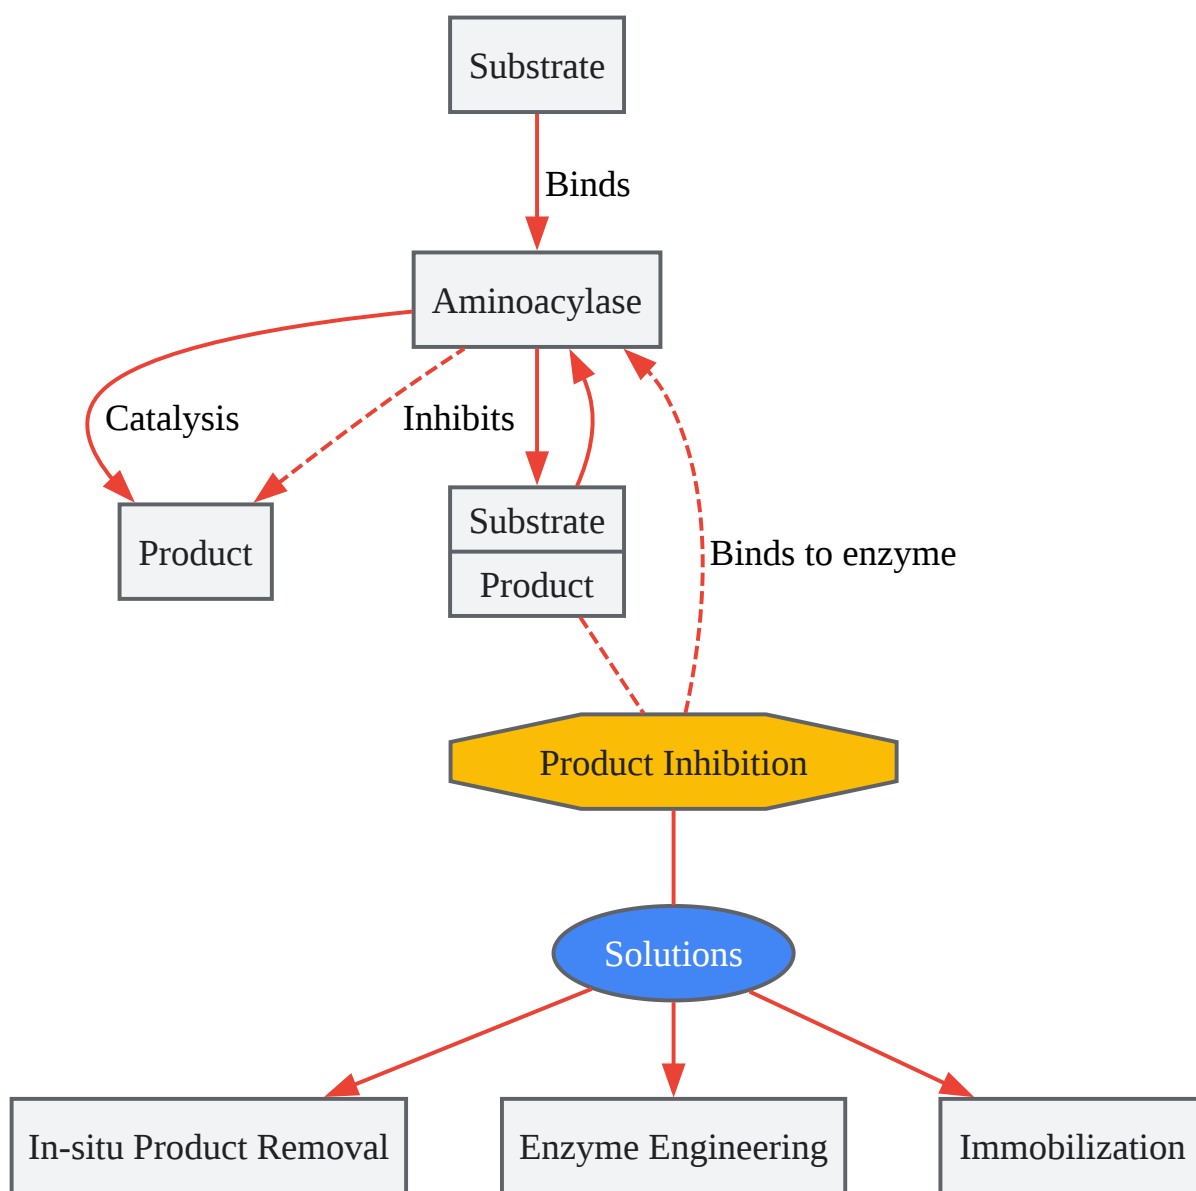 Substrate
Binds
Aminoacylase
Catalysis
Inhibits
Substrate
Product
Product
Binds to enzyme
Product Inhibition
Solutions
In-situ Product Removal
Enzyme Engineering
Immobilization